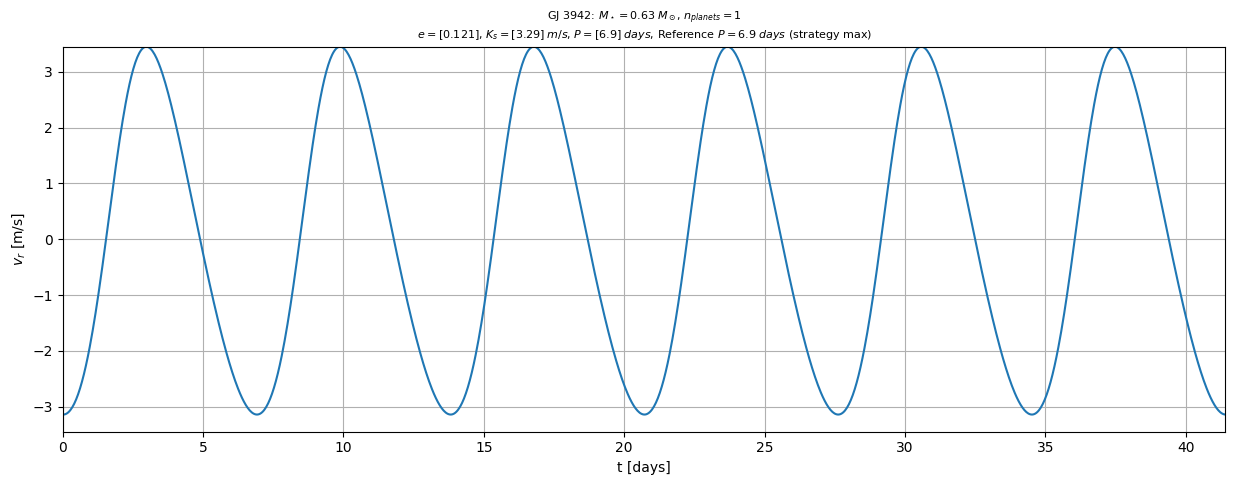 GJ 3942: $M_\star = 0.63\ M_\odot$, $n_{planets} = 1$
$e = [0.121]$, $K_s = [3.29]\ m/s$, $P = [6.9]\ days$, Reference $P = 6.9\ days$ (strategy max)
3
2
1
0
−1
−2
−3
$v_r$ [m/s]
0 5 10 15 20 25 30 35 40
t [days]